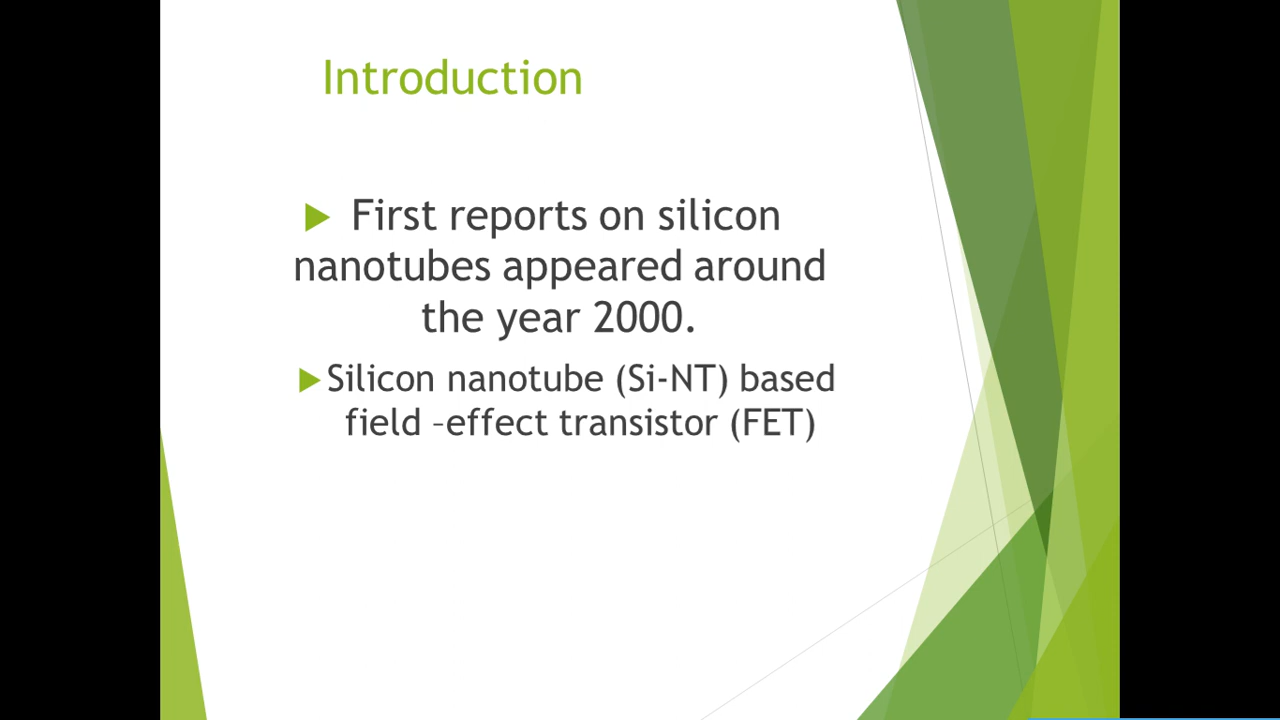 Introduction
First reports on silicon
nanotubes appeared around
the year 2000.
Silicon nanotube (Si-NT) based
field –effect transistor (FET)